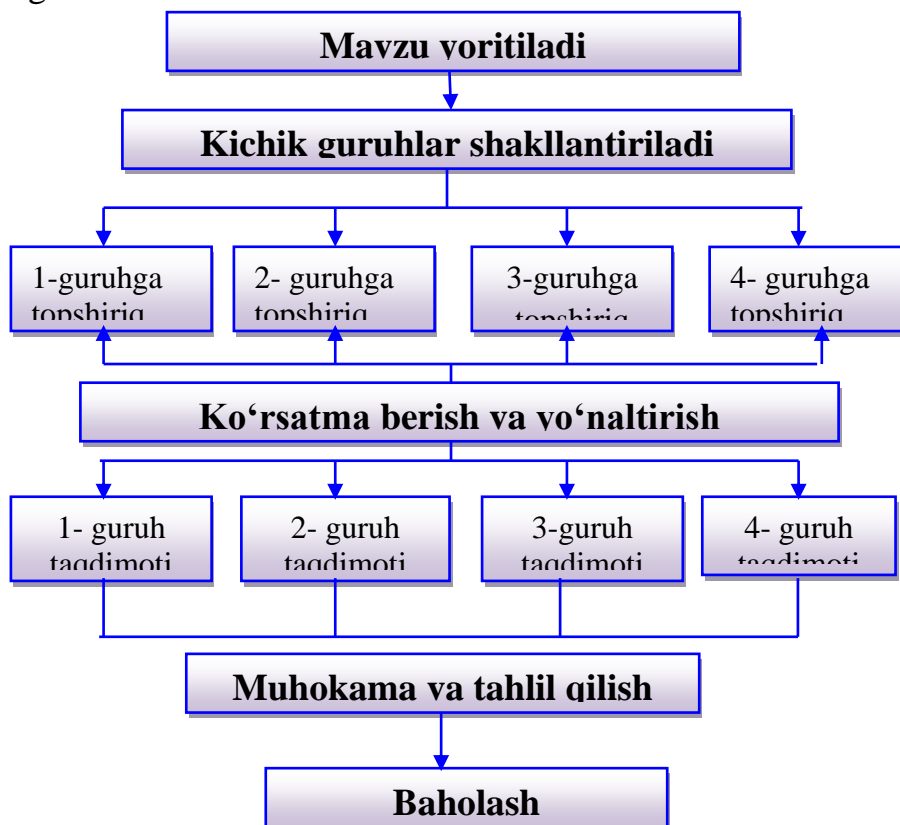 g
Mavzu yoritiladi
Kichik guruhlar shakllantiriladi
1-guruhga
topshiriq
2- guruhga
topshiriq
3-guruhga
topshiriq
4- guruhga
topshiriq
Ko‘rsatma berish va yo‘naltirish
1- guruh
taqdimoti
2- guruh
taqdimoti
3-guruh
taqdimoti
4- guruh
taqdimoti
Muhokama va tahlil qilish
Baholash